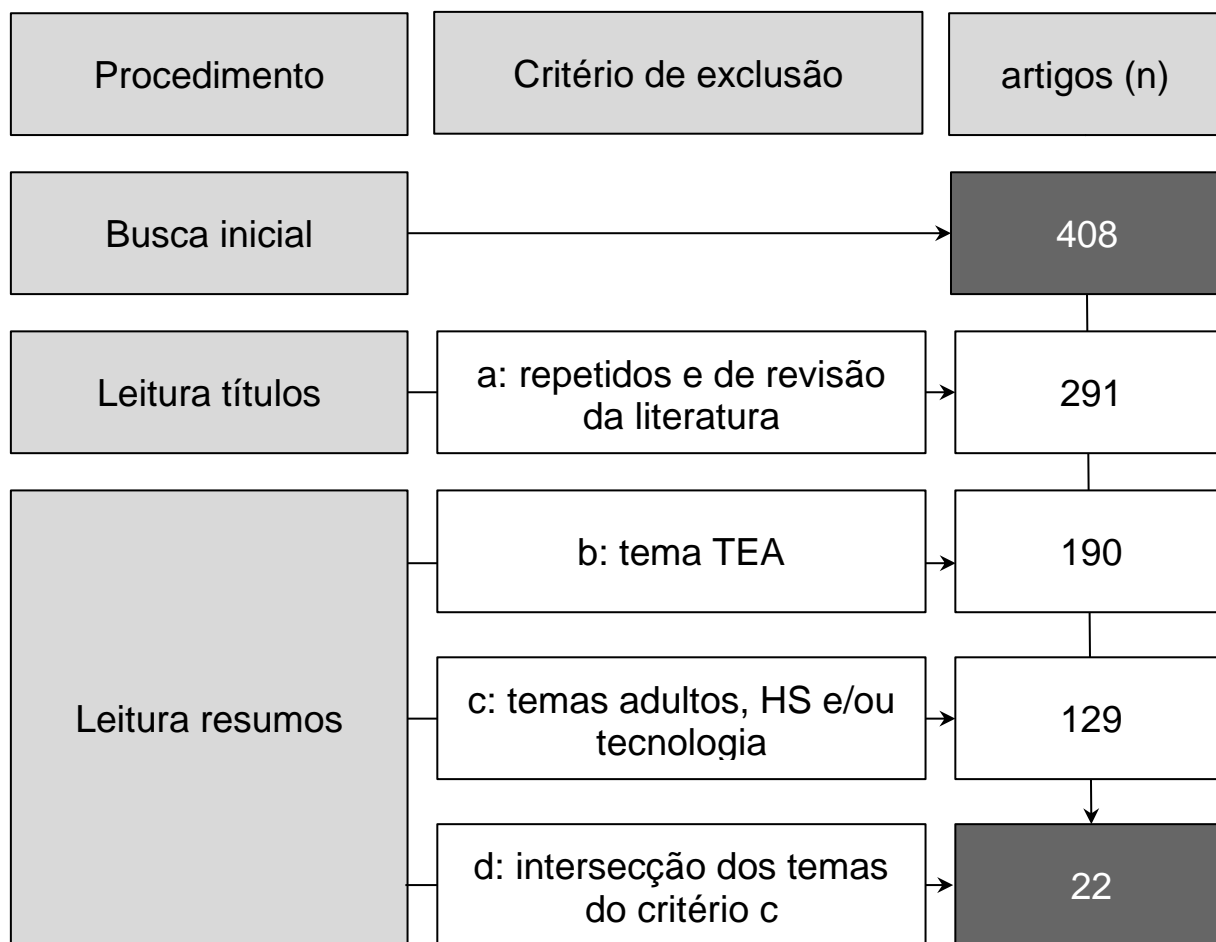 Procedimento
Critério de exclusão
artigos (n)
Busca inicial
408
Leitura títulos
a: repetidos e de revisão
da literatura
291
Leitura resumos
b: tema TEA
190
c: temas adultos, HS e/ou
tecnologia
129
d: intersecção dos temas
do critério c
22